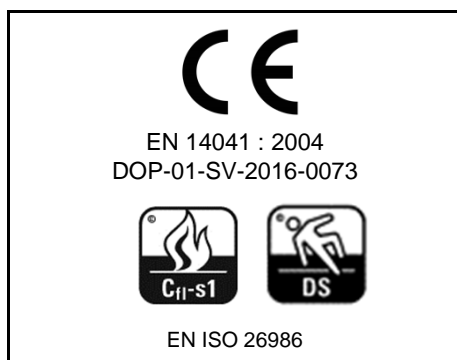 CE
EN 14041 : 2004
DOP-01-SV-2016-0073
© ©
Cfl-s1 DS
EN ISO 26986